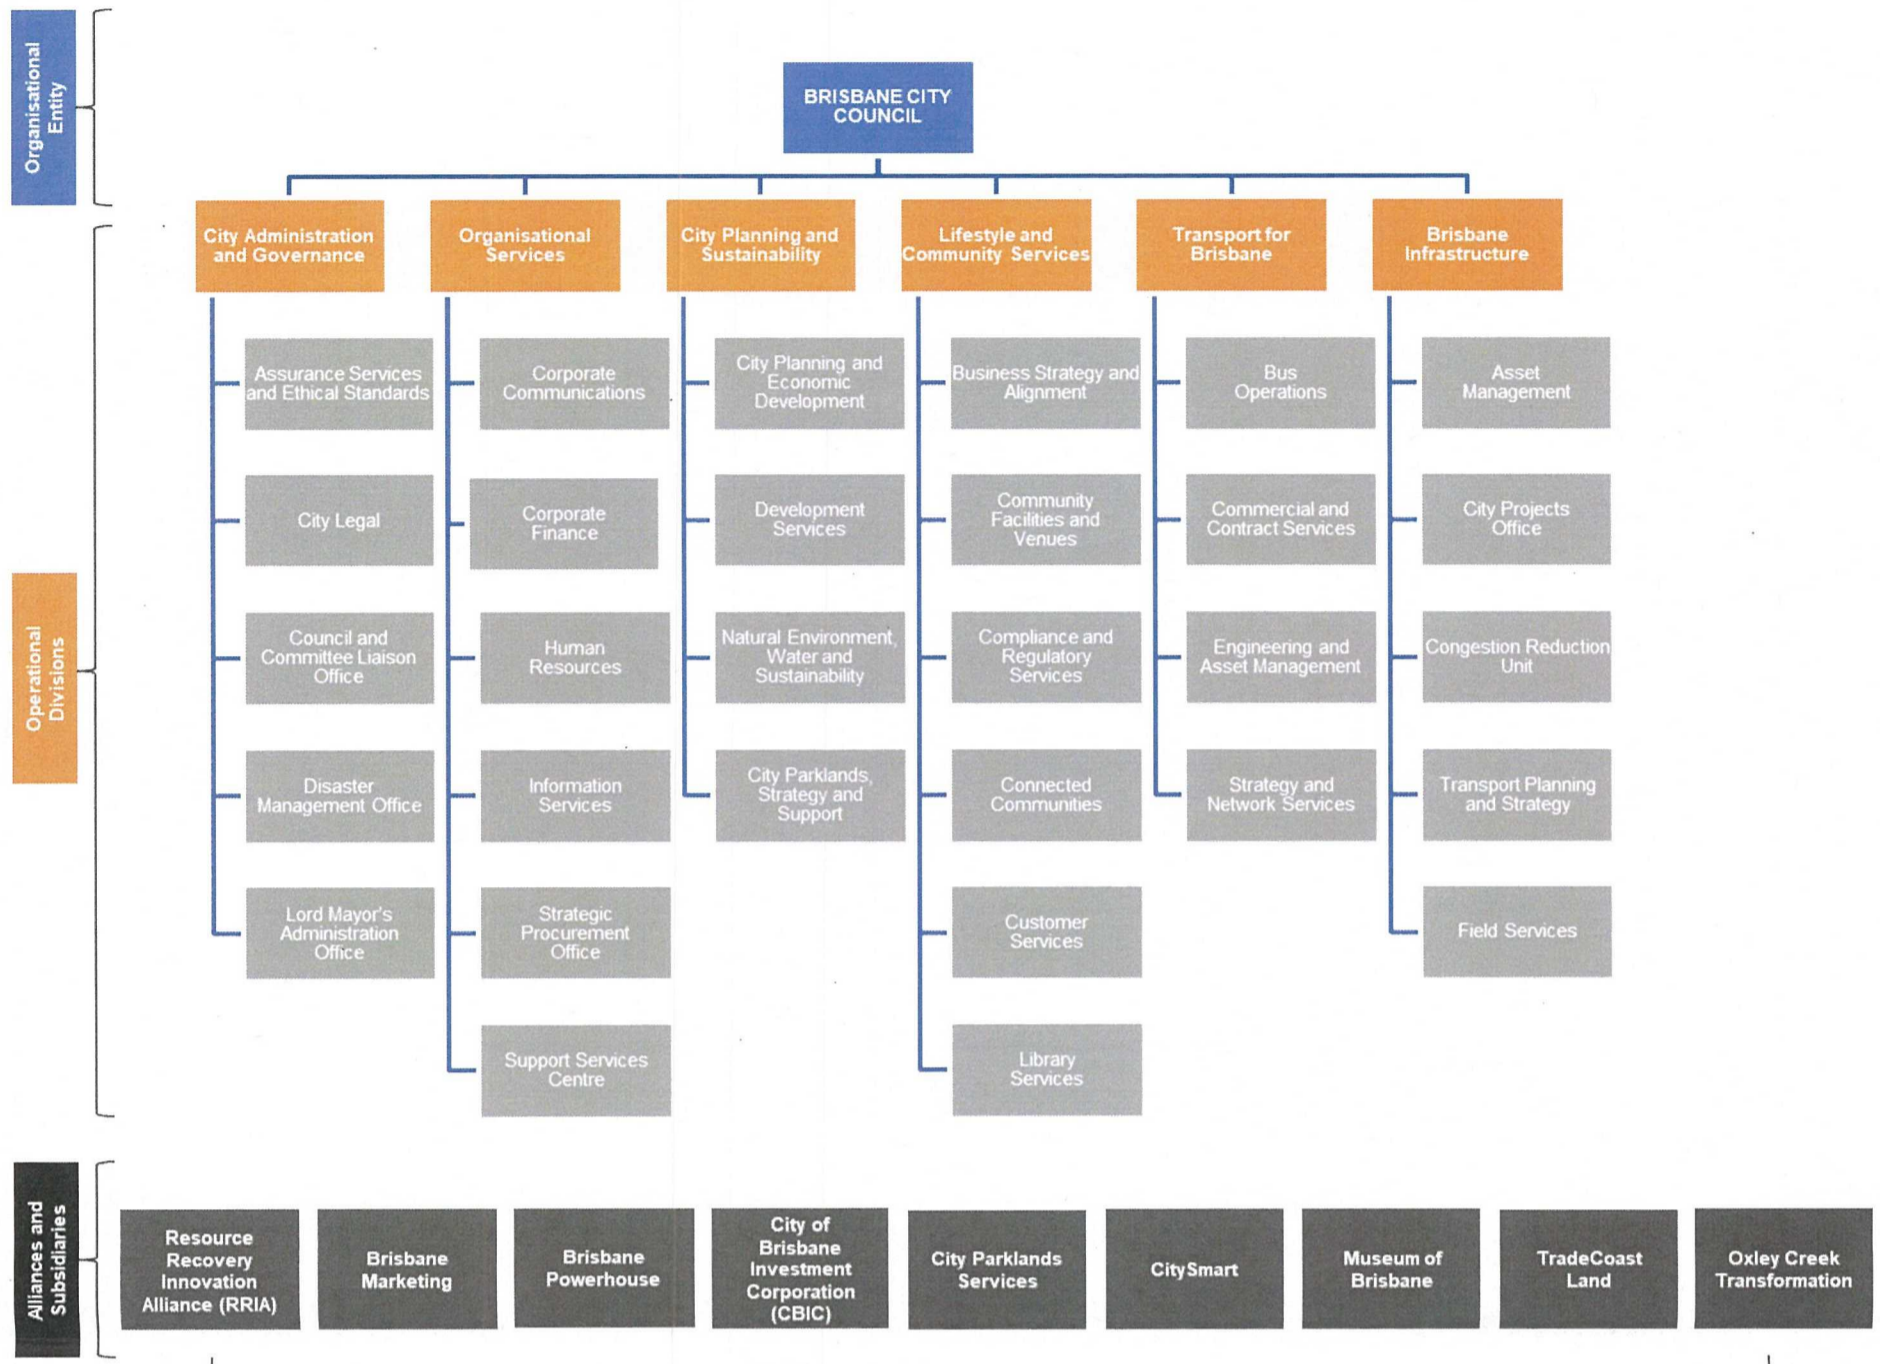 Organisational
Entity
BRISBANE CITY
COUNCIL
Operational
Divisions
City Administration
and Governance
Assurance Services
and Ethical Standards
City Legal
Council and
Committee Liaison
Office
Disaster
Management Office
Lord Mayor's
Administration
Office
Organisational
Services
Corporate
Communications
Corporate
Finance
Human
Resources
Information
Services
Strategic
Procurement
Office
Support Services
Centre
City Planning and
Sustainability
City Planning and
Economic
Development
Development
Services
Natural Environment,
Water and
Sustainability
City Parklands,
Strategy and
Support
Lifestyle and
Community Services
Business Strategy and
Alignment
Community
Facilities and
Venues
Compliance and
Regulatory
Services
Connected
Communities
Customer
Services
Library
Services
Transport for
Brisbane
Bus
Operations
Commercial and
Contract Services
Engineering and
Asset Management
Strategy and
Network Services
Brisbane
Infrastructure
Asset
Management
City Projects
Office
Congestion Reduction
Unit
Transport Planning
and Strategy
Field Services
Alliances and
Subsidiaries
Resource
Recovery
Innovation
Alliance (RRIA)
Brisbane
Marketing
Brisbane
Powerhouse
City of
Brisbane
Investment
Corporation
(CBIC)
City Parklands
Services
CitySmart
Museum of
Brisbane
TradeCoast
Land
Oxley Creek
Transformation